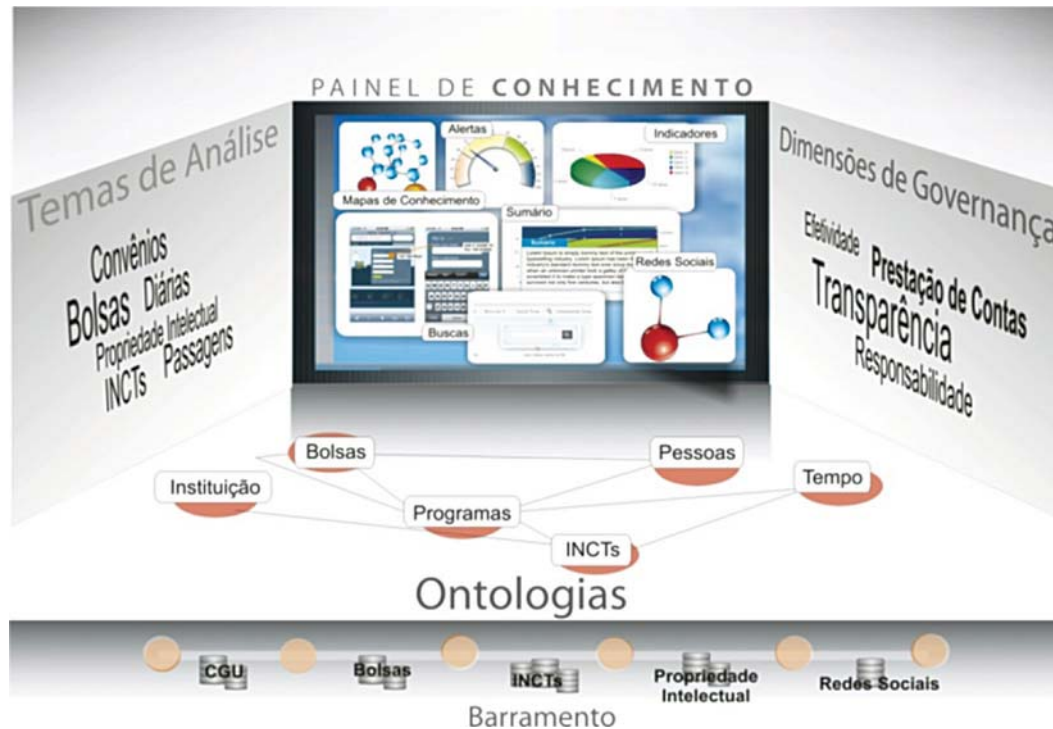 PAINEL DE CONHECIMENTO
Temas de Análise
Convênios
Bolsas Diárias
Propriedade Intelectual
INCTs Passagens
Alertas
Indicadores
Mapas de Conhecimento
Sumário
Sumário
Redes Sociais
Buscas
Dimensões de Governança
Efetividade
Prestação de Contas
Transparência
Responsabilidade
Bolsas
Pessoas
Instituição
Tempo
Programas
INCTs
Ontologias
CGU
Bolsas
INCTs
Propriedade
Intelectual
Redes Sociais
Barramento